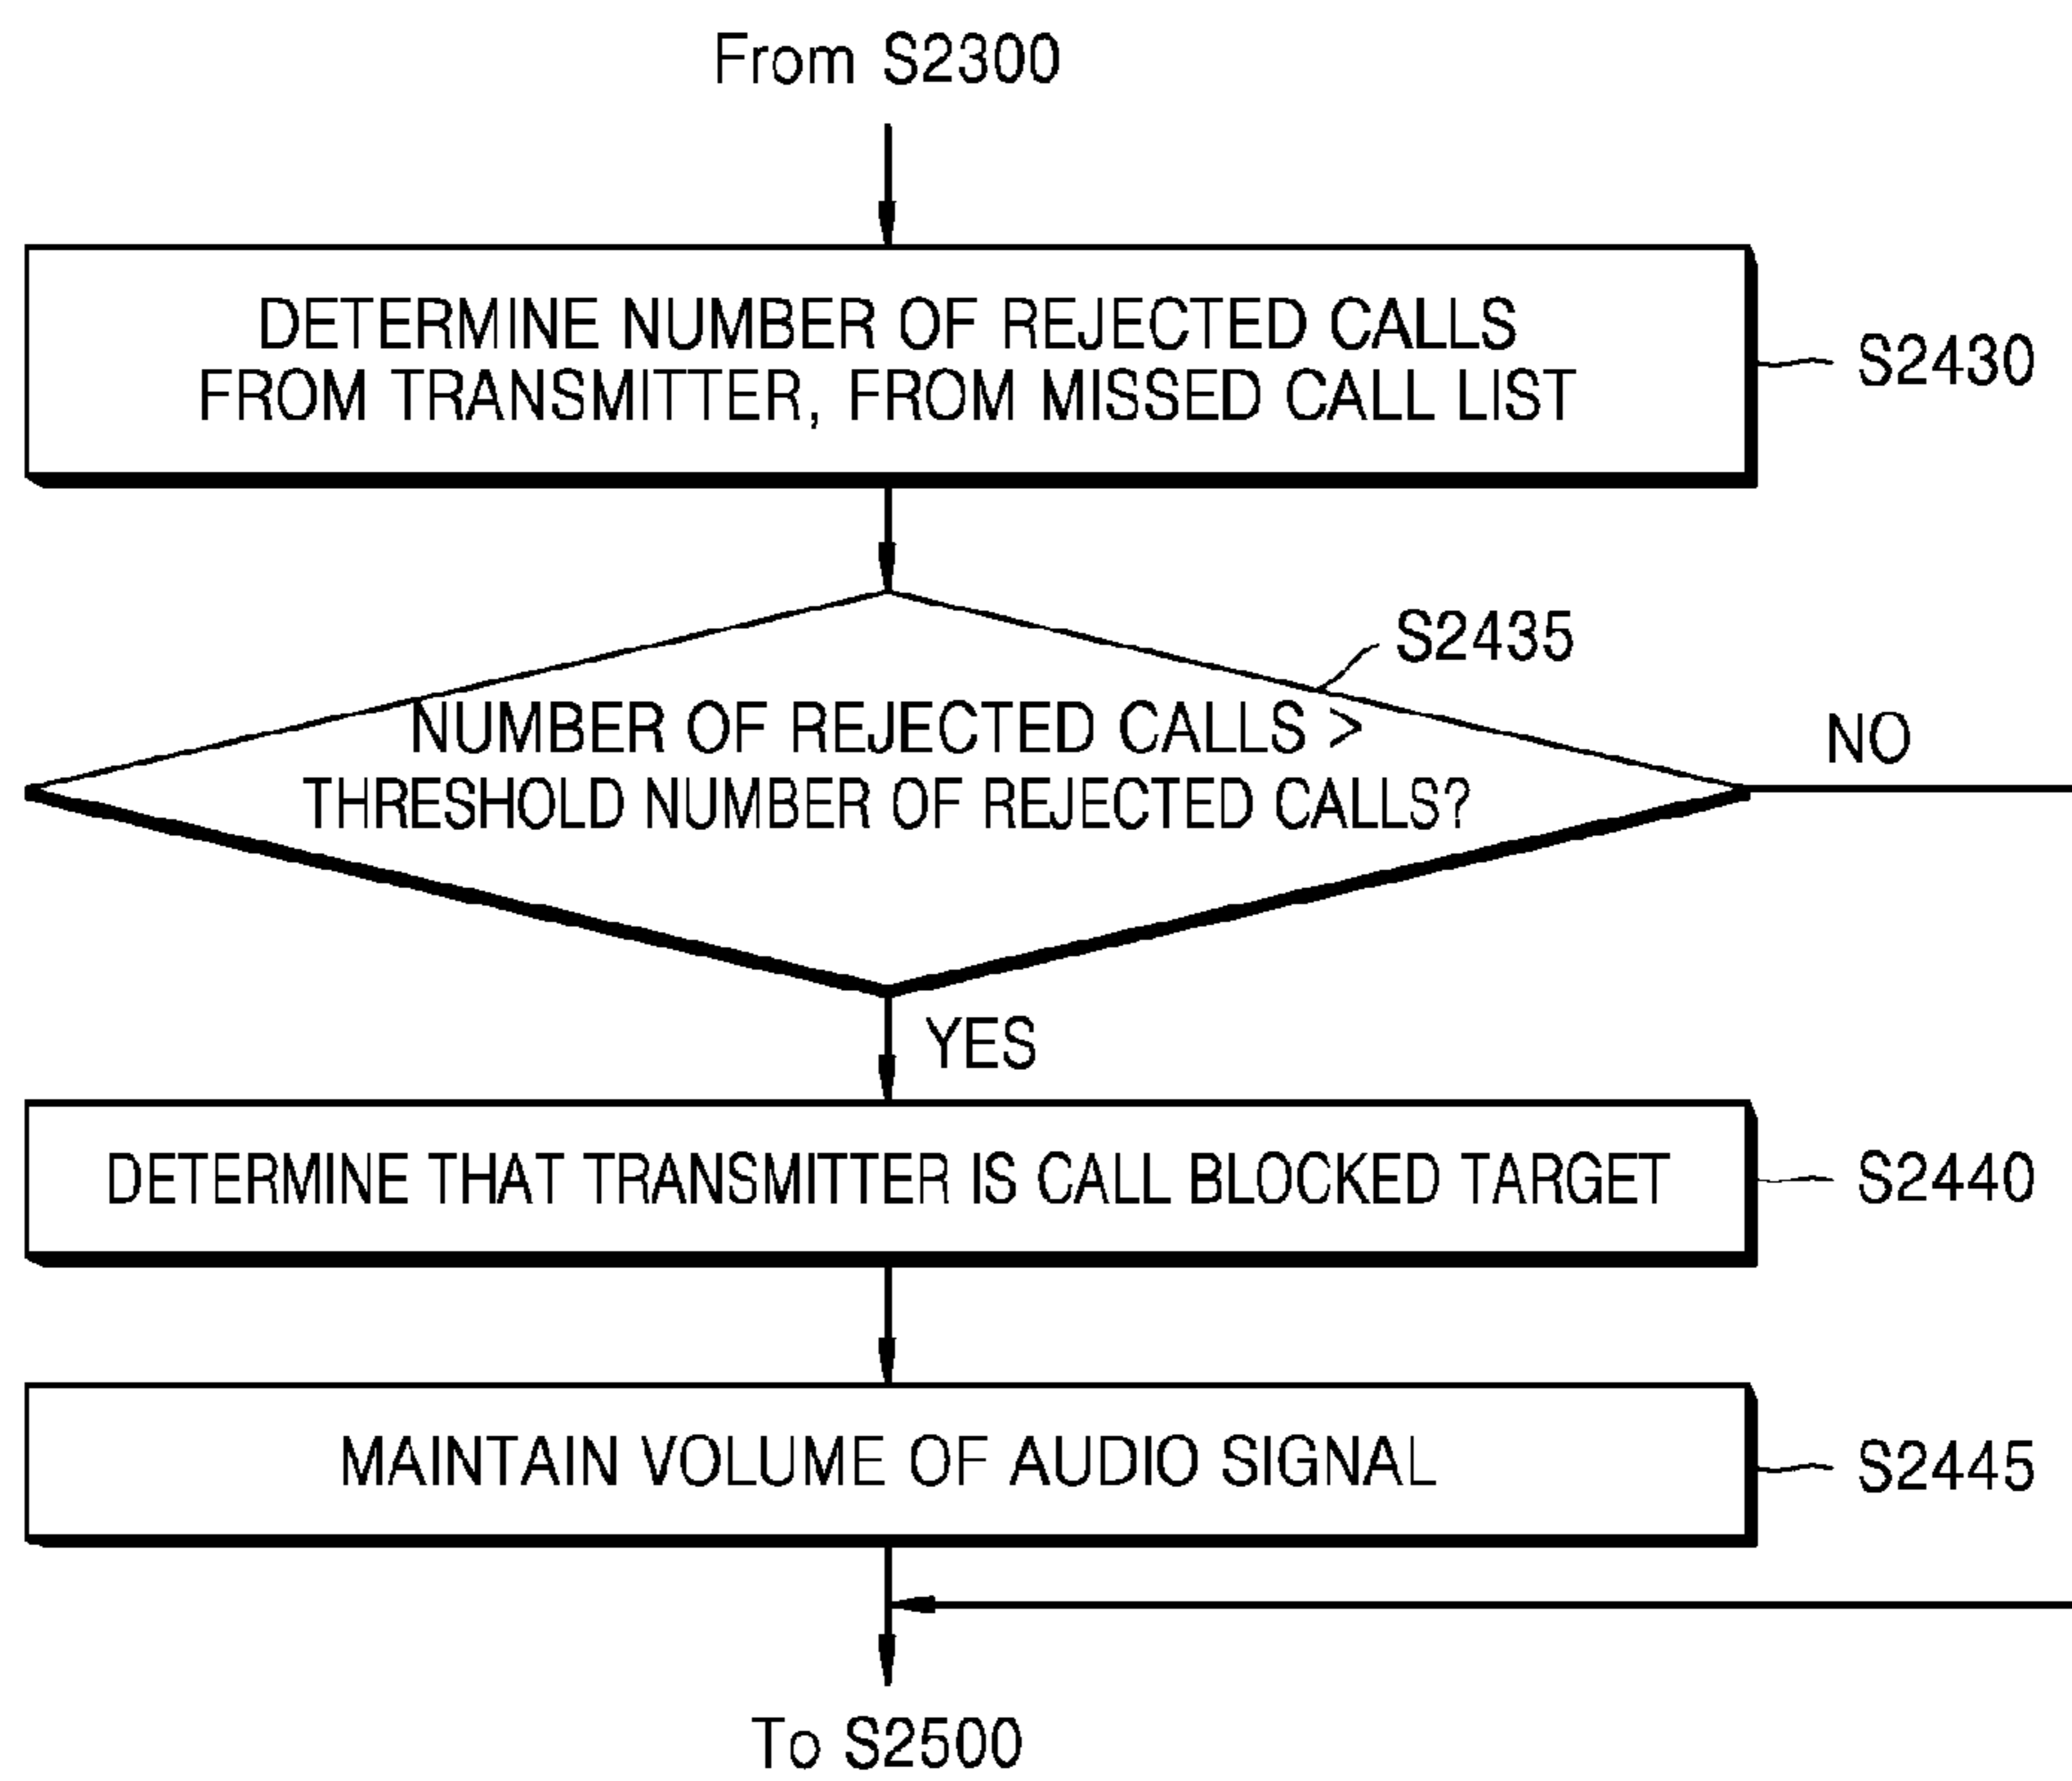 From S2300
DETERMINE NUMBER OF REJECTED CALLS
FROM TRANSMITTER, FROM MISSED CALL LIST
S2430
S2435
NUMBER OF REJECTED CALLS >
THRESHOLD NUMBER OF REJECTED CALLS?
NO
YES
DETERMINE THAT TRANSMITTER IS CALL BLOCKED TARGET
S2440
MAINTAIN VOLUME OF AUDIO SIGNAL
S2445
To S2500